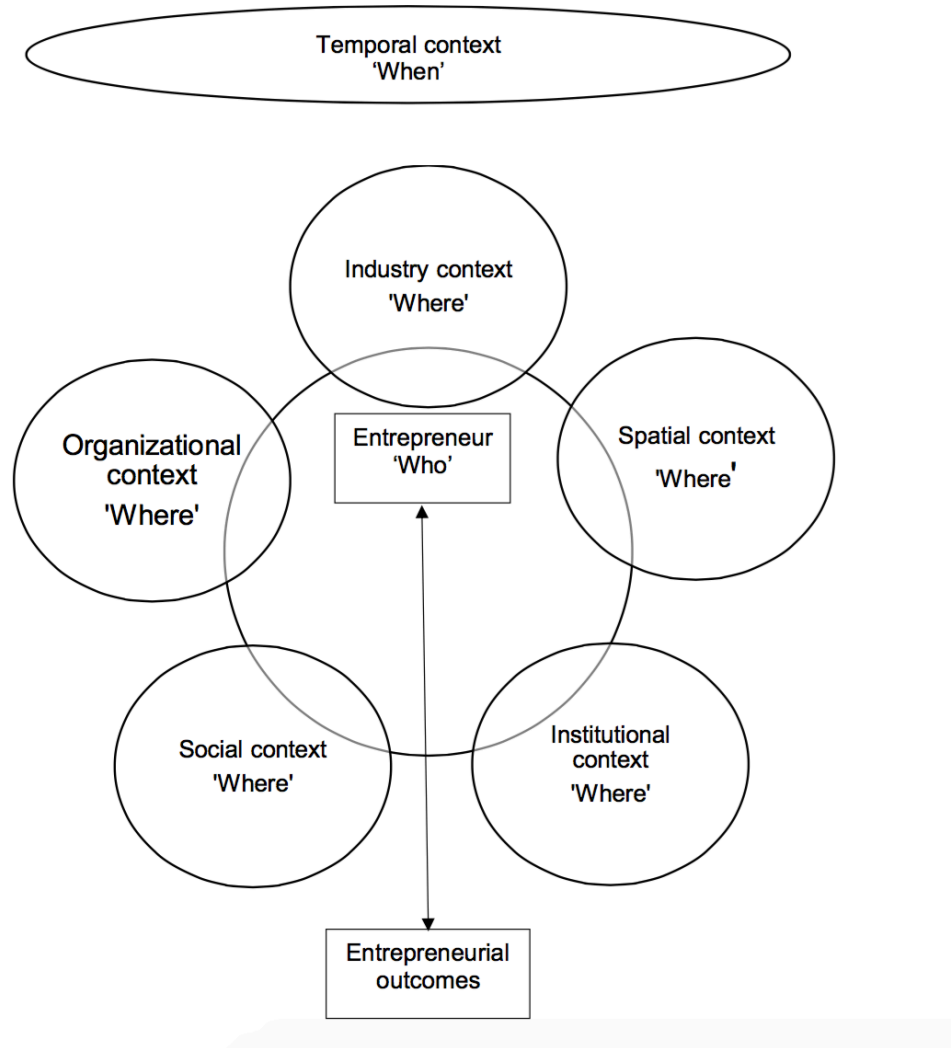 Temporal context
‘When’
Industry context
'Where'
Organizational
context
'Where'
Entrepreneur
‘Who’
Spatial context
'Where'
Social context
'Where'
Institutional
context
'Where'
Entrepreneurial
outcomes